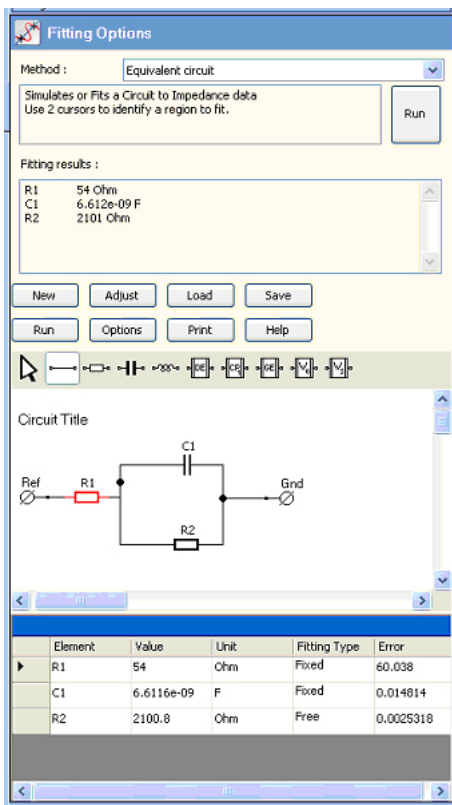 Fitting Options
Method : Equivalent circuit
Simulates or Fits a Circuit to Impedance data
Use 2 cursors to identify a region to fit.
Run
Fitting results :
R1 54 Ohm
C1 6.612e-09 F
R2 2101 Ohm
New Adjust Load Save
Run Options Print Help
DE CP GE
Circuit Title
C1
Ref R1 Gnd
R2
Element Value Unit Fitting Type Error
R1 54 Ohm Fixed 60.038
C1 6.6116e-09 F Fixed 0.014814
R2 2100.8 Ohm Free 0.0025318